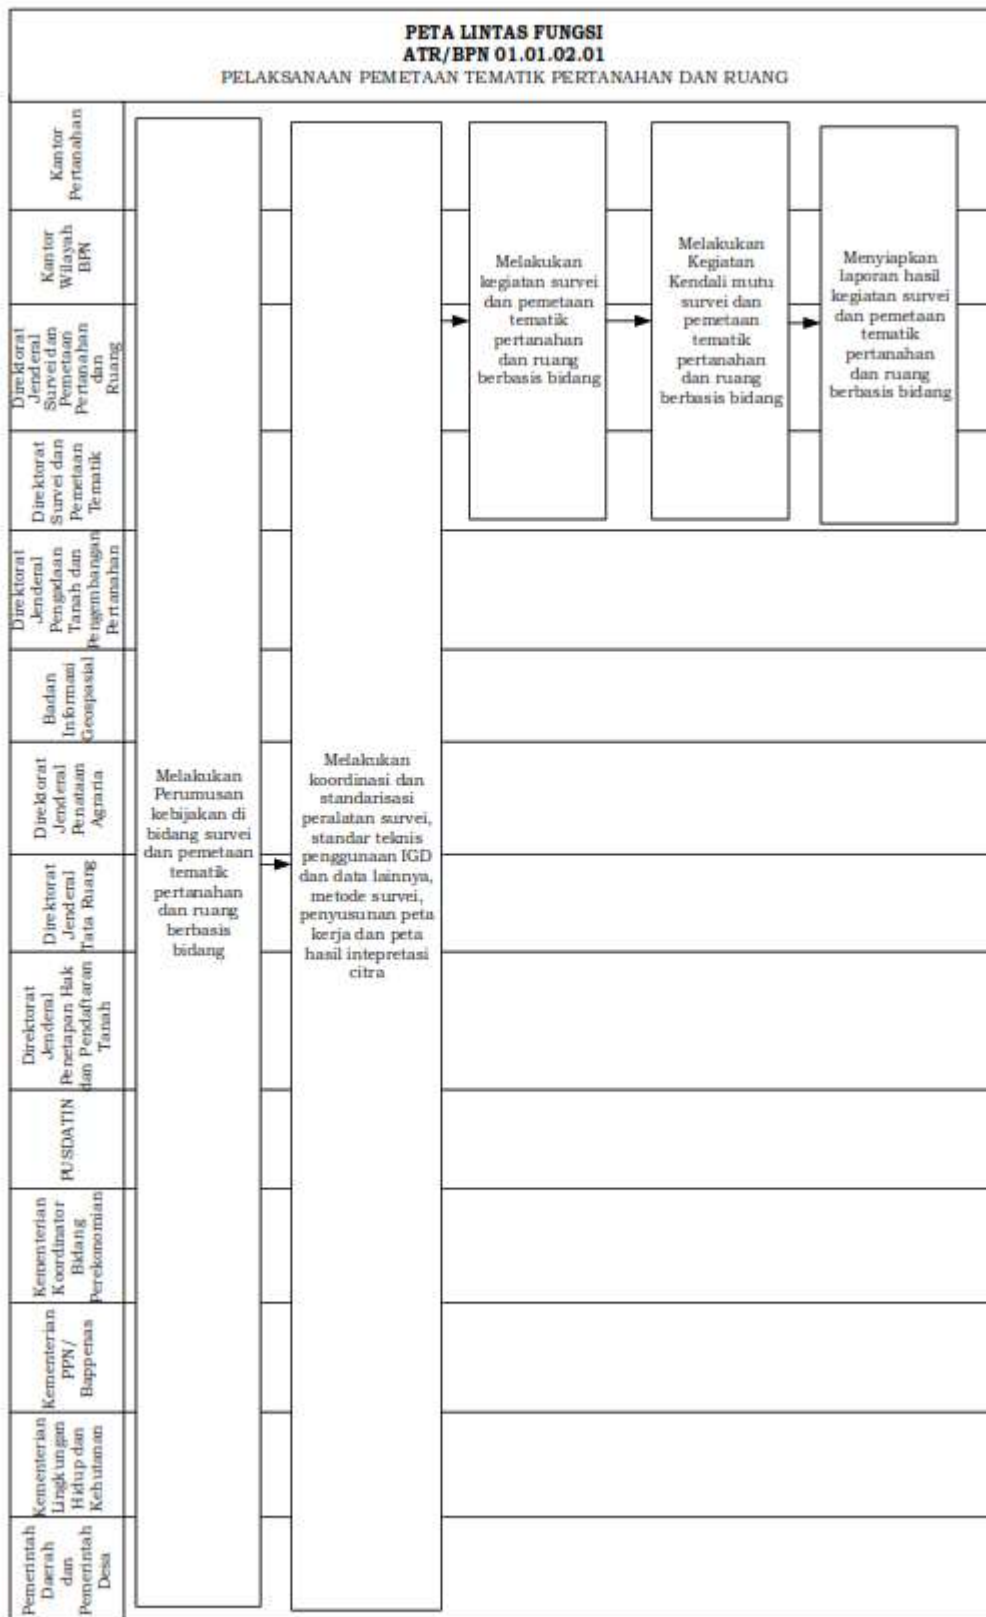 PETA LINTAS FUNGSI
ATR/BPN 01.01.02.01
PELAKSANAAN PEMETAAN TEMATIK PERTANAHAN DAN RUANG
Kantor
Pertanahan
Kantor
Wilayah
BPN
Direktorat
Jenderal
Survei dan
Pemetaan
Pertanahan
dan
Ruang
Direktorat
Survei dan
Pemetaan
Tematik
Direktorat
Jenderal
Pengadaan
Tanah dan
Pengembangan
Pertanahan
Badan
Informasi
Geospasial
Direktorat
Jenderal
Penataan
Agraria
Direktorat
Jenderal
Tata Ruang
Direktorat
Jenderal
Penetapan Hak
dan Pendaftaran
Tanah
PUSDATIN
Kementerian
Koordinator
Bidang
Perekonomian
Kementerian
PPN/
Bappenas
Kementerian
Lingkungan
Hidup dan
Kehutanan
Pemerintah
Daerah
dan
Pemerintah
Desa
Melakukan
Perumusan
kebijakan di
bidang survei
dan pemetaan
tematik
pertanahan
dan ruang
berbasis
bidang
Melakukan
koordinasi dan
standarisasi
peralatan survei,
standar teknis
penggunaan IGD
dan data lainnya,
metode survei,
penyusunan peta
kerja dan peta
hasil intepretasi
citra
Melakukan
kegiatan survei
dan pemetaan
tematik
pertanahan
dan ruang
berbasis bidang
Melakukan
Kegiatan
Kendali mutu
survei dan
pemetaan
tematik
pertanahan
dan ruang
berbasis bidang
Menyiapkan
laporan hasil
kegiatan survei
dan pemetaan
tematik
pertanahan
dan ruang
berbasis bidang